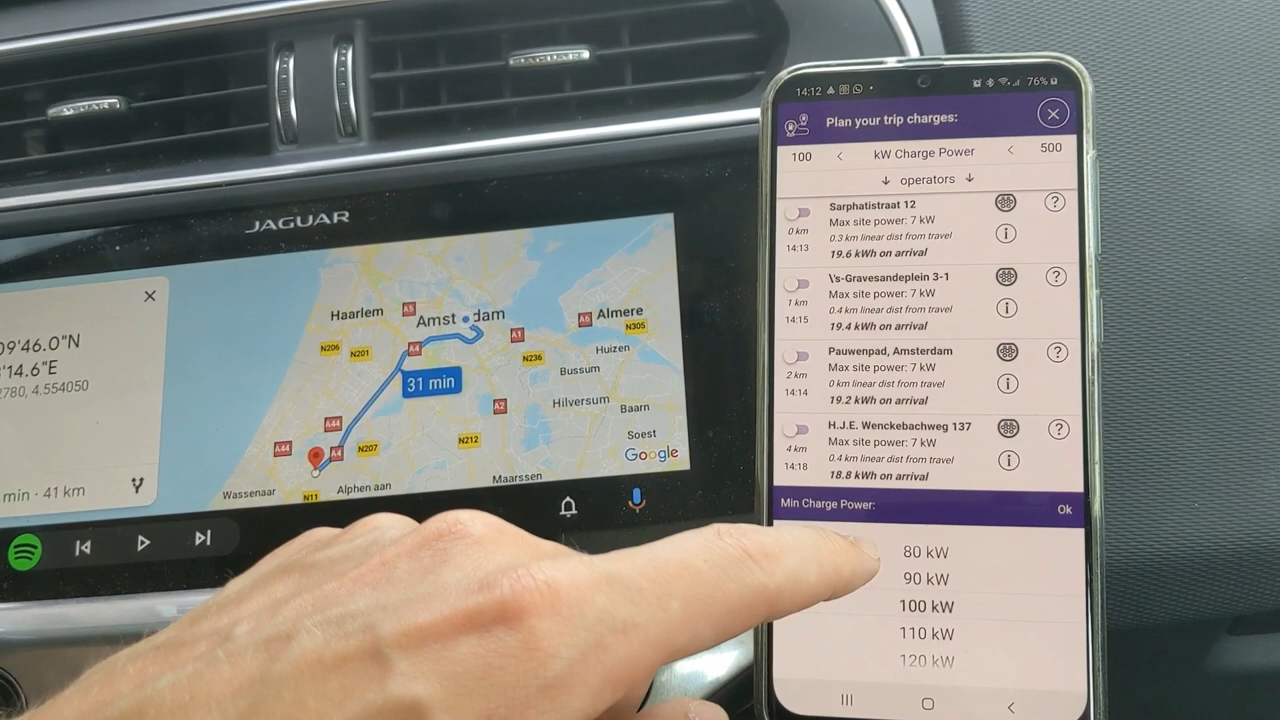 JAGUAR
JAGUAR
JAGUAR
09'46.0"N
'14.6"E
2780, 4.554050
min · 41 km
Haarlem
A5
Amst dam
A6
Almere
N305
N206
N201
A4
A1
N236
Huizen
Bussum
31 min
A2
Hilversum
Baarn
A44
A44
A4
N207
N212
Soest
Google
Wassenaar
N11
Alphen aan
Maarssen
14:12
76%
Plan your trip charges:
100 < kW Charge Power < 500
↓ operators ↓
Sarphatistraat 12
Max site power: 7 kW
0 km
0.3 km linear dist from travel
14:13
19.6 kWh on arrival
?
i
\'s-Gravesandeplein 3-1
Max site power: 7 kW
1 km
0.4 km linear dist from travel
14:15
19.4 kWh on arrival
?
i
Pauwenpad, Amsterdam
Max site power: 7 kW
2 km
0 km linear dist from travel
14:14
19.2 kWh on arrival
?
i
H.J.E. Wenckebachweg 137
Max site power: 7 kW
4 km
0.4 km linear dist from travel
14:18
18.8 kWh on arrival
?
i
Min Charge Power:
Ok
80 kW
90 kW
100 kW
110 kW
120 kW